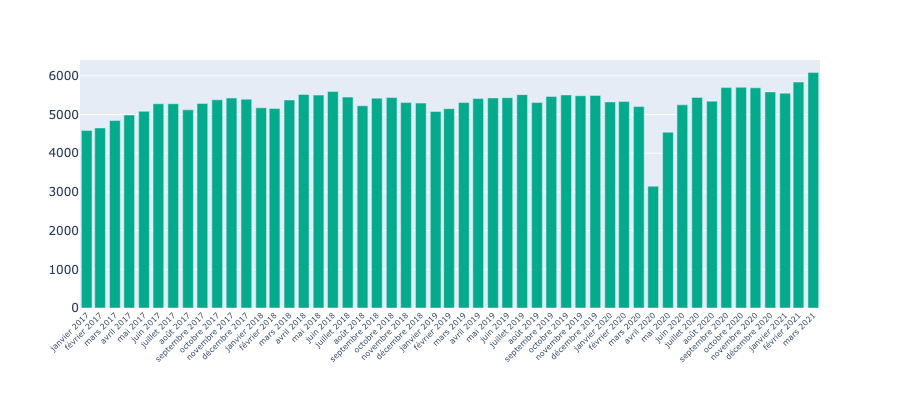 6000
5000
4000
3000
2000
1000
0
janvier 2017
février 2017
mars 2017
avril 2017
mai 2017
juin 2017
juillet 2017
août 2017
septembre 2017
octobre 2017
novembre 2017
décembre 2017
janvier 2018
février 2018
mars 2018
avril 2018
mai 2018
juin 2018
juillet 2018
août 2018
septembre 2018
octobre 2018
novembre 2018
décembre 2018
janvier 2019
février 2019
mars 2019
avril 2019
mai 2019
juin 2019
juillet 2019
août 2019
septembre 2019
octobre 2019
novembre 2019
décembre 2019
janvier 2020
février 2020
mars 2020
avril 2020
mai 2020
juin 2020
juillet 2020
août 2020
septembre 2020
octobre 2020
novembre 2020
décembre 2020
janvier 2021
février 2021
mars 2021